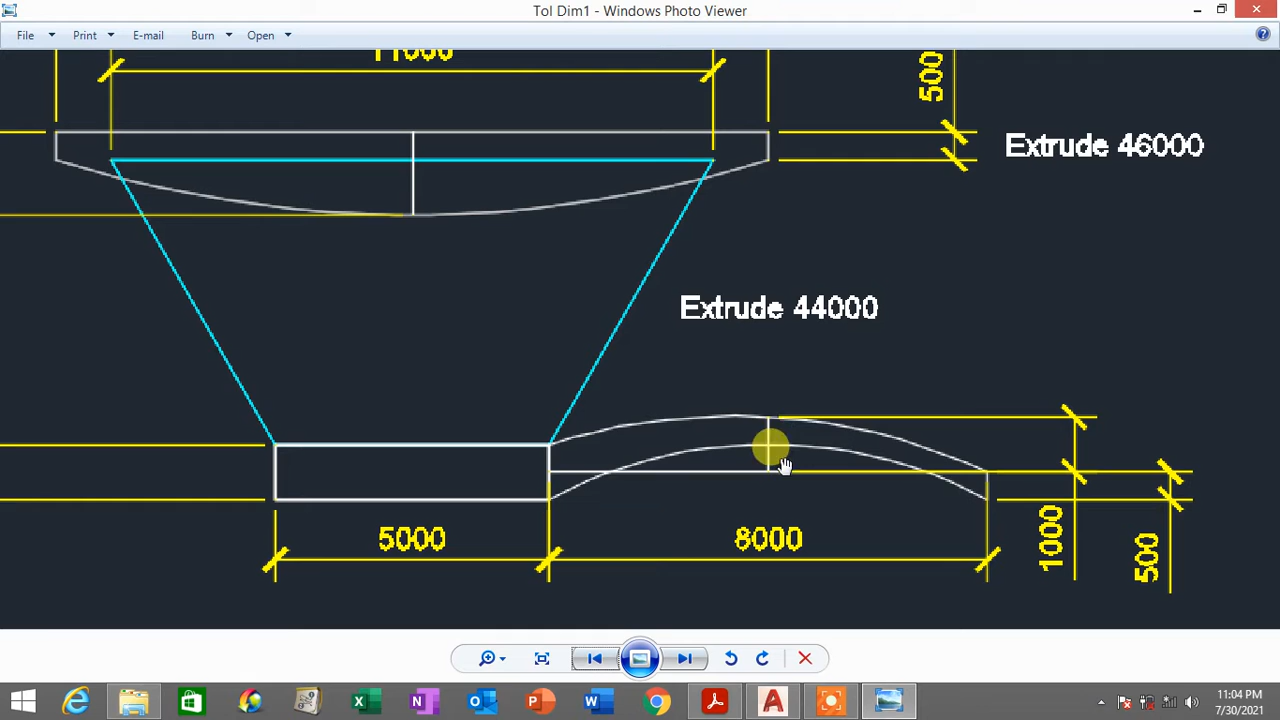 Tol Dim1 - Windows Photo Viewer
File Print E-mail Burn Open
11000
500
Extrude 46000
Extrude 44000
5000
8000
1000
500
11:04 PM
7/30/2021